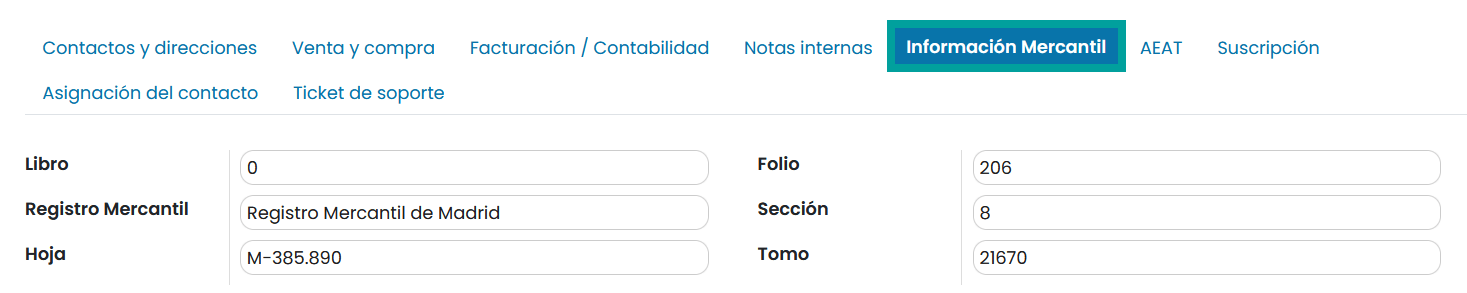 Contactos y direcciones Venta y compra Facturación / Contabilidad Notas internas Información Mercantil AEAT Suscripción
Asignación del contacto Ticket de soporte
Libro 0 Folio 206
Registro Mercantil Registro Mercantil de Madrid Sección 8
Hoja M-385.890 Tomo 21670